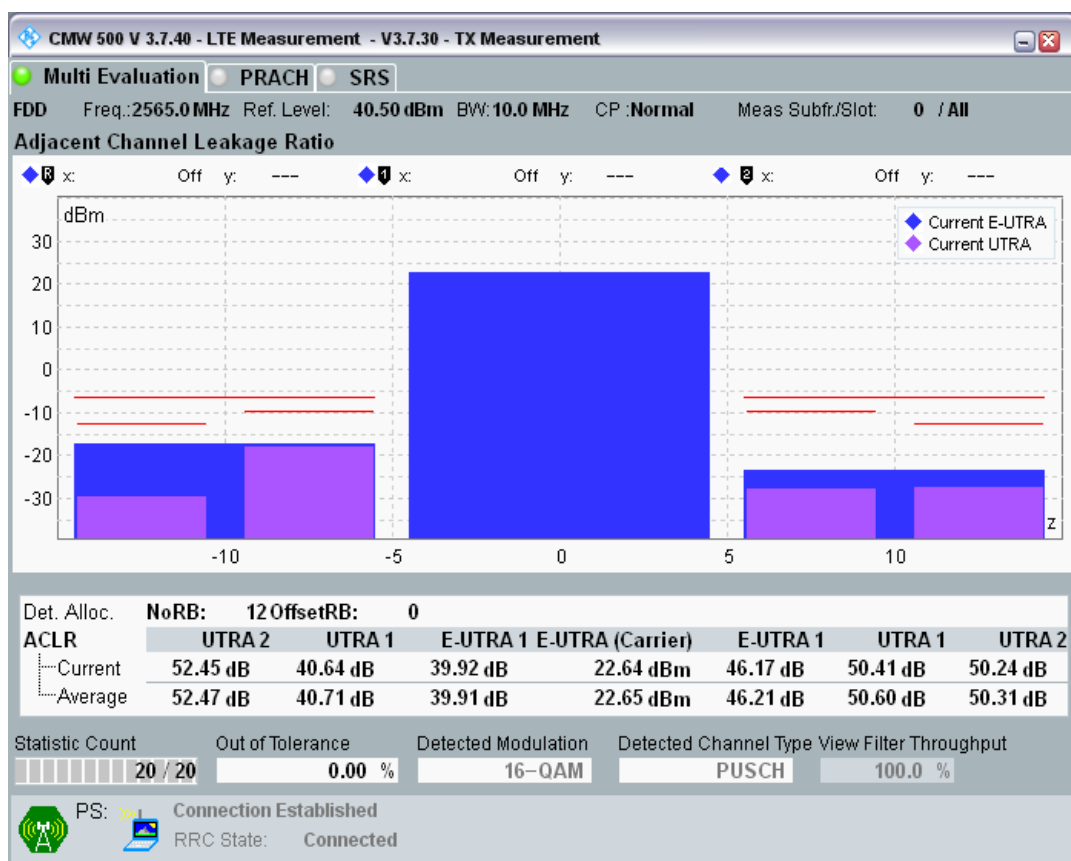 CMW 500 V 3.7.40 - LTE Measurement - V3.7.30 - TX Measurement
Multi Evaluation PRACH SRS
FDD Freq.:2565.0 MHz Ref. Level: 40.50 dBm BW: 10.0 MHz CP :Normal Meas Subfr./Slot: 0 / All
Adjacent Channel Leakage Ratio
R x: Off y: --- 1 x: Off y: --- 2 x: Off y: ---
dBm
Current E-UTRA
Current UTRA
30
20
10
0
-10
-20
-30
z
-10 -5 0 5 10
Det. Alloc. NoRB: 12 OffsetRB: 0
ACLR UTRA 2 UTRA 1 E-UTRA 1 E-UTRA (Carrier) E-UTRA 1 UTRA 1 UTRA 2
Current 52.45 dB 40.64 dB 39.92 dB 22.64 dBm 46.17 dB 50.41 dB 50.24 dB
Average 52.47 dB 40.71 dB 39.91 dB 22.65 dBm 46.21 dB 50.60 dB 50.31 dB
Statistic Count Out of Tolerance Detected Modulation Detected Channel Type View Filter Throughput
20 / 20 0.00 % 16-QAM PUSCH 100.0 %
PS: Connection Established
RRC State: Connected